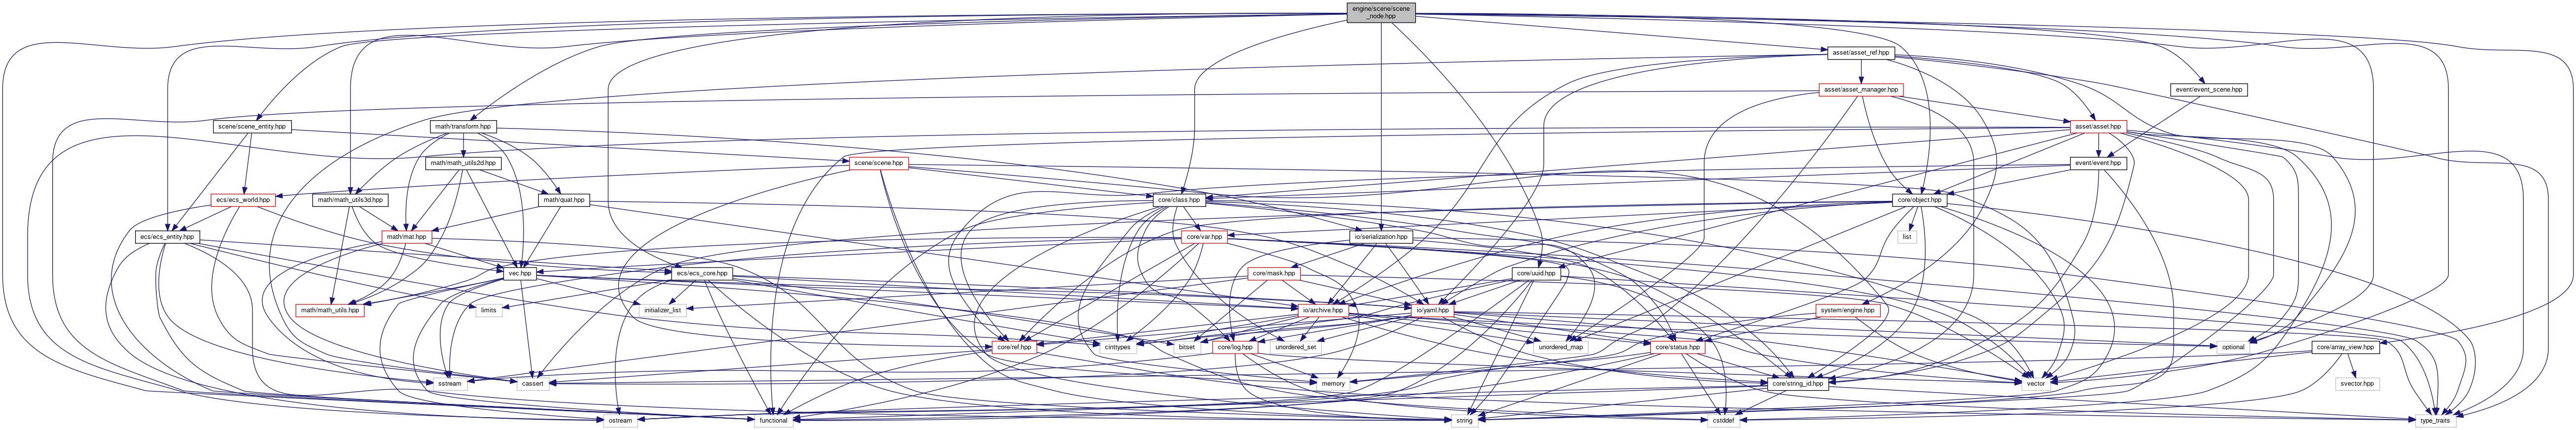 engine/scene/scene
_node.hpp
asset/asset_ref.hpp
asset/asset_manager.hpp
event/event_scene.hpp
scene/scene_entity.hpp
math/transform.hpp
asset/asset.hpp
math/math_utils2d.hpp
scene/scene.hpp
event/event.hpp
ecs/ecs_world.hpp
math/math_utils3d.hpp
math/quat.hpp
core/class.hpp
core/object.hpp
ecs/ecs_entity.hpp
math/mat.hpp
core/var.hpp
io/serialization.hpp
list
vec.hpp
ecs/ecs_core.hpp
core/mask.hpp
core/uuid.hpp
math/math_utils.hpp
limits
initializer_list
io/archive.hpp
io/yaml.hpp
system/engine.hpp
core/ref.hpp
cinttypes
bitset
core/log.hpp
unordered_set
unordered_map
core/status.hpp
optional
core/array_view.hpp
sstream
cassert
memory
core/string_id.hpp
vector
svector.hpp
ostream
functional
string
cstddef
type_traits